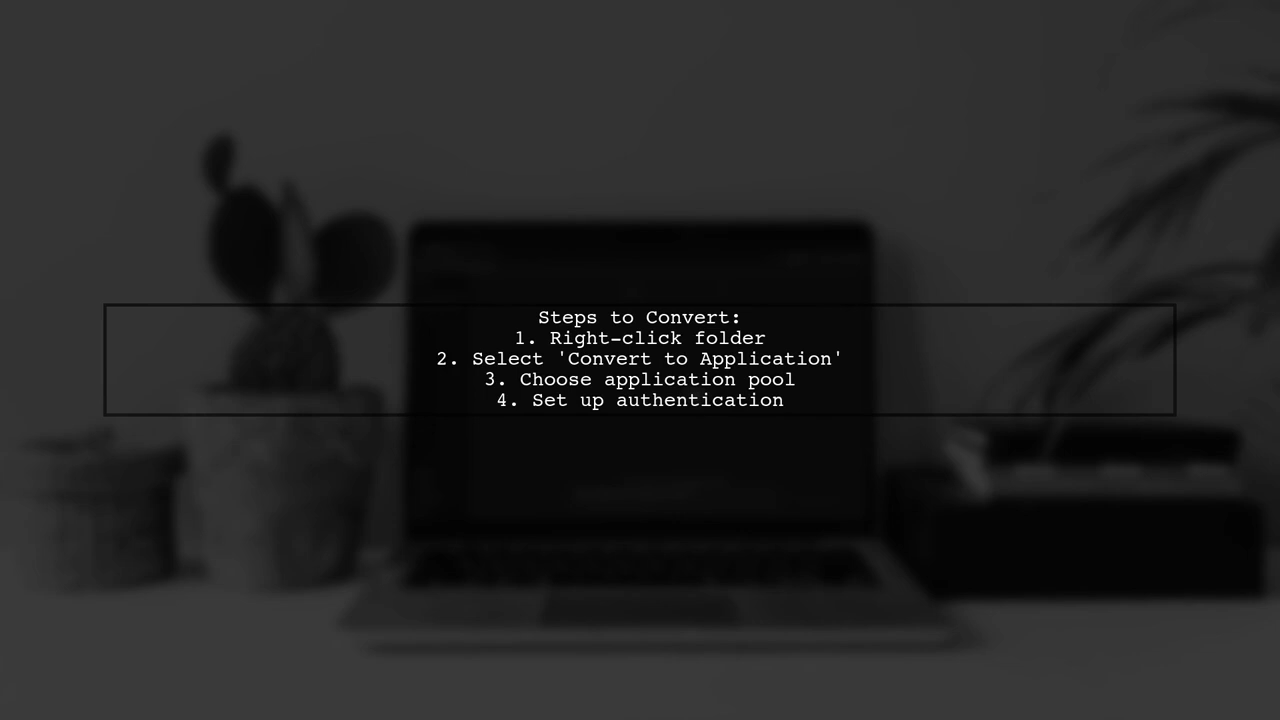 Steps to Convert:
1. Right-click folder
2. Select 'Convert to Application'
3. Choose application pool
4. Set up authentication